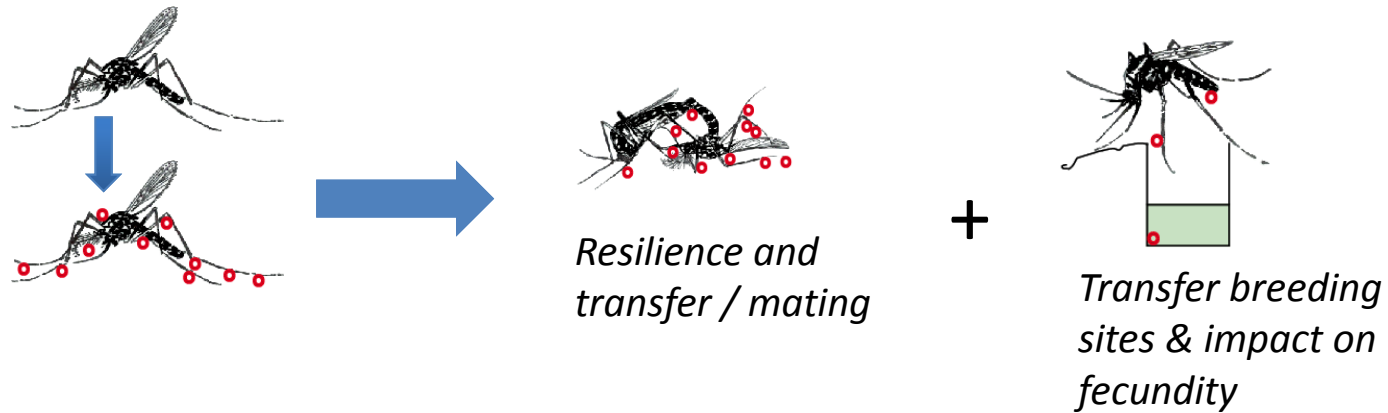 Resilience and
transfer / mating
+
Transfer breeding
sites & impact on
fecundity